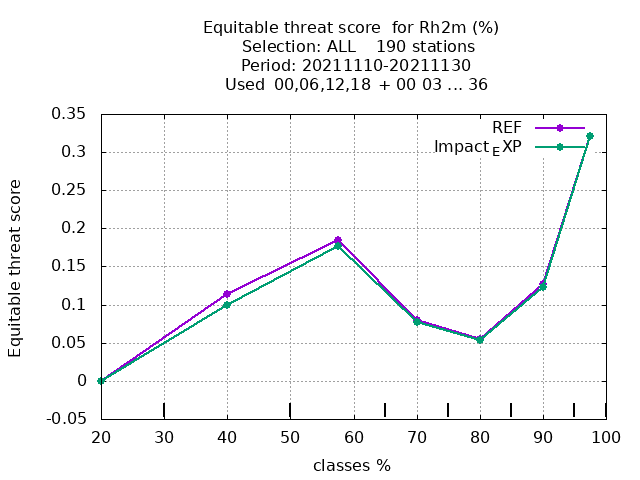 Equitable threat score  for Rh2m (%)
Selection: ALL    190 stations
Period: 20211110-20211130
Used  00,06,12,18 + 00 03 ... 36
REF
Impact_EXP
Equitable threat score
0.35
0.3
0.25
0.2
0.15
0.1
0.05
0
-0.05
20 30 40 50 60 70 80 90 100
classes %